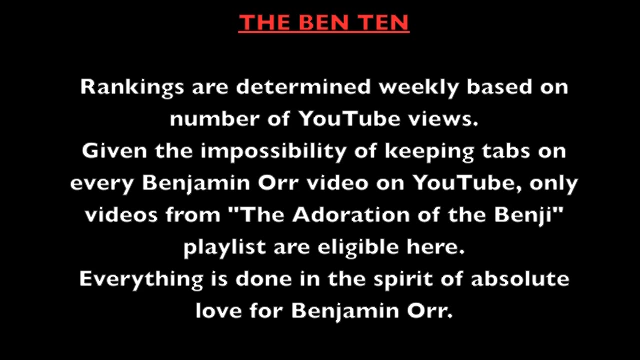 THE BEN TEN
Rankings are determined weekly based on
number of YouTube views.
Given the impossibility of keeping tabs on
every Benjamin Orr video on YouTube, only
videos from "The Adoration of the Benji"
playlist are eligible here.
Everything is done in the spirit of absolute
love for Benjamin Orr.